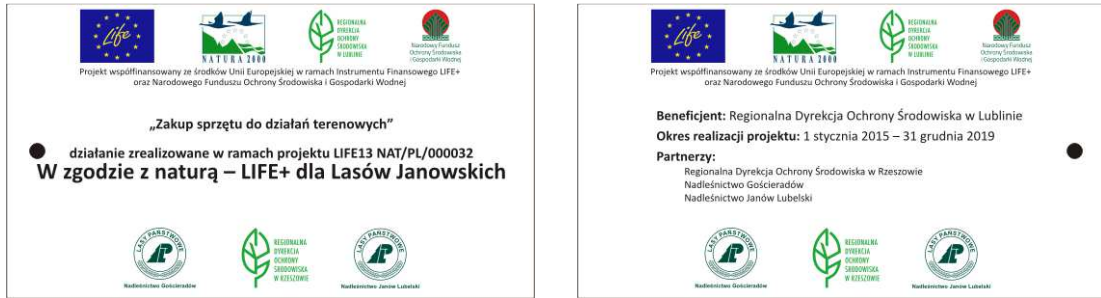 Life
NATURA 2000
REGIONALNA
DYREKCJA
OCHRONY
ŚRODOWISKA
W LUBLINIE
Narodowy Fundusz
Ochrony Środowiska
i Gospodarki Wodnej
Projekt współfinansowany ze środków Unii Europejskiej w ramach Instrumentu Finansowego LIFE+
oraz Narodowego Funduszu Ochrony Środowiska i Gospodarki Wodnej
„Zakup sprzętu do działań terenowych”
działanie zrealizowane w ramach projektu LIFE13 NAT/PL/000032
W zgodzie z naturą – LIFE+ dla Lasów Janowskich
LASY PAŃSTWOWE
Nadleśnictwo Gościeradów
REGIONALNA
DYREKCJA
OCHRONY
ŚRODOWISKA
W RZESZOWIE
LASY PAŃSTWOWE
Nadleśnictwo Janów Lubelski
Life
NATURA 2000
REGIONALNA
DYREKCJA
OCHRONY
ŚRODOWISKA
W LUBLINIE
Narodowy Fundusz
Ochrony Środowiska
i Gospodarki Wodnej
Projekt współfinansowany ze środków Unii Europejskiej w ramach Instrumentu Finansowego LIFE+
oraz Narodowego Funduszu Ochrony Środowiska i Gospodarki Wodnej
Beneficjent: Regionalna Dyrekcja Ochrony Środowiska w Lublinie
Okres realizacji projektu: 1 stycznia 2015 – 31 grudnia 2019
Partnerzy:
Regionalna Dyrekcja Ochrony Środowiska w Rzeszowie
Nadleśnictwo Gościeradów
Nadleśnictwo Janów Lubelski
LASY PAŃSTWOWE
Nadleśnictwo Gościeradów
REGIONALNA
DYREKCJA
OCHRONY
ŚRODOWISKA
W RZESZOWIE
LASY PAŃSTWOWE
Nadleśnictwo Janów Lubelski